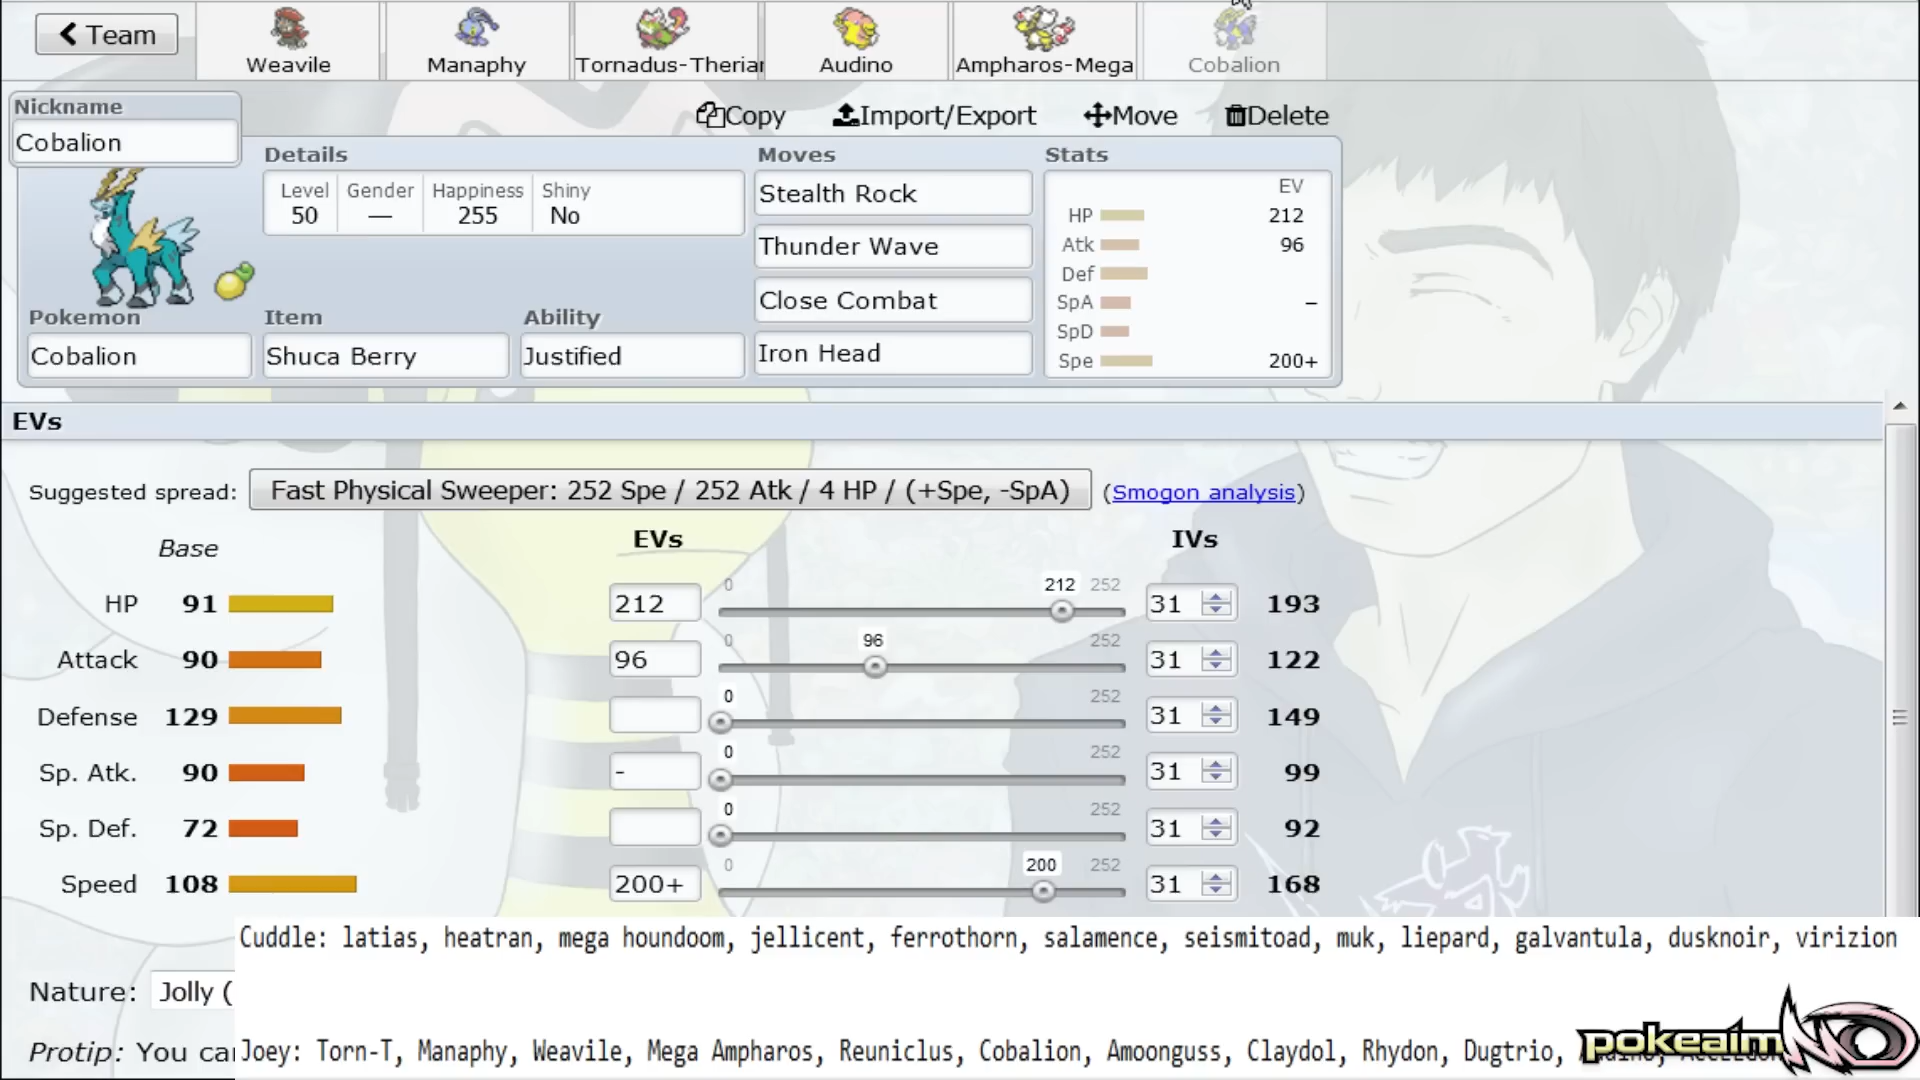 Team
Weavile
Manaphy
Tornadus-Therian
Audino
Ampharos-Mega
Cobalion
Nickname
Cobalion
Copy
Import/Export
Move
Delete
Details
Moves
Stats
Level
Gender
Happiness
Shiny
50
—
255
No
Stealth Rock
Thunder Wave
Close Combat
Iron Head
EV
HP 212
Atk 96
Def
SpA –
SpD
Spe 200+
Pokemon
Item
Ability
Cobalion
Shuca Berry
Justified
EVs
Suggested spread: Fast Physical Sweeper: 252 Spe / 252 Atk / 4 HP / (+Spe, -SpA) (Smogon analysis)
Base
EVs
IVs
HP 91 212 0 212 252 31 193
Attack 90 96 0 96 252 31 122
Defense 129 0 252 31 149
Sp. Atk. 90 - 0 252 31 99
Sp. Def. 72 0 252 31 92
Speed 108 200+ 0 200 252 31 168
Cuddle: latias, heatran, mega houndoom, jellicent, ferrothorn, salamence, seismitoad, muk, liepard, galvantula, dusknoir, virizion
Nature: Jolly (
Protip: You ca
Joey: Torn-T, Manaphy, Weavile, Mega Ampharos, Reuniclus, Cobalion, Amoonguss, Claydol, Rhydon, Dugtrio,
pokeaim